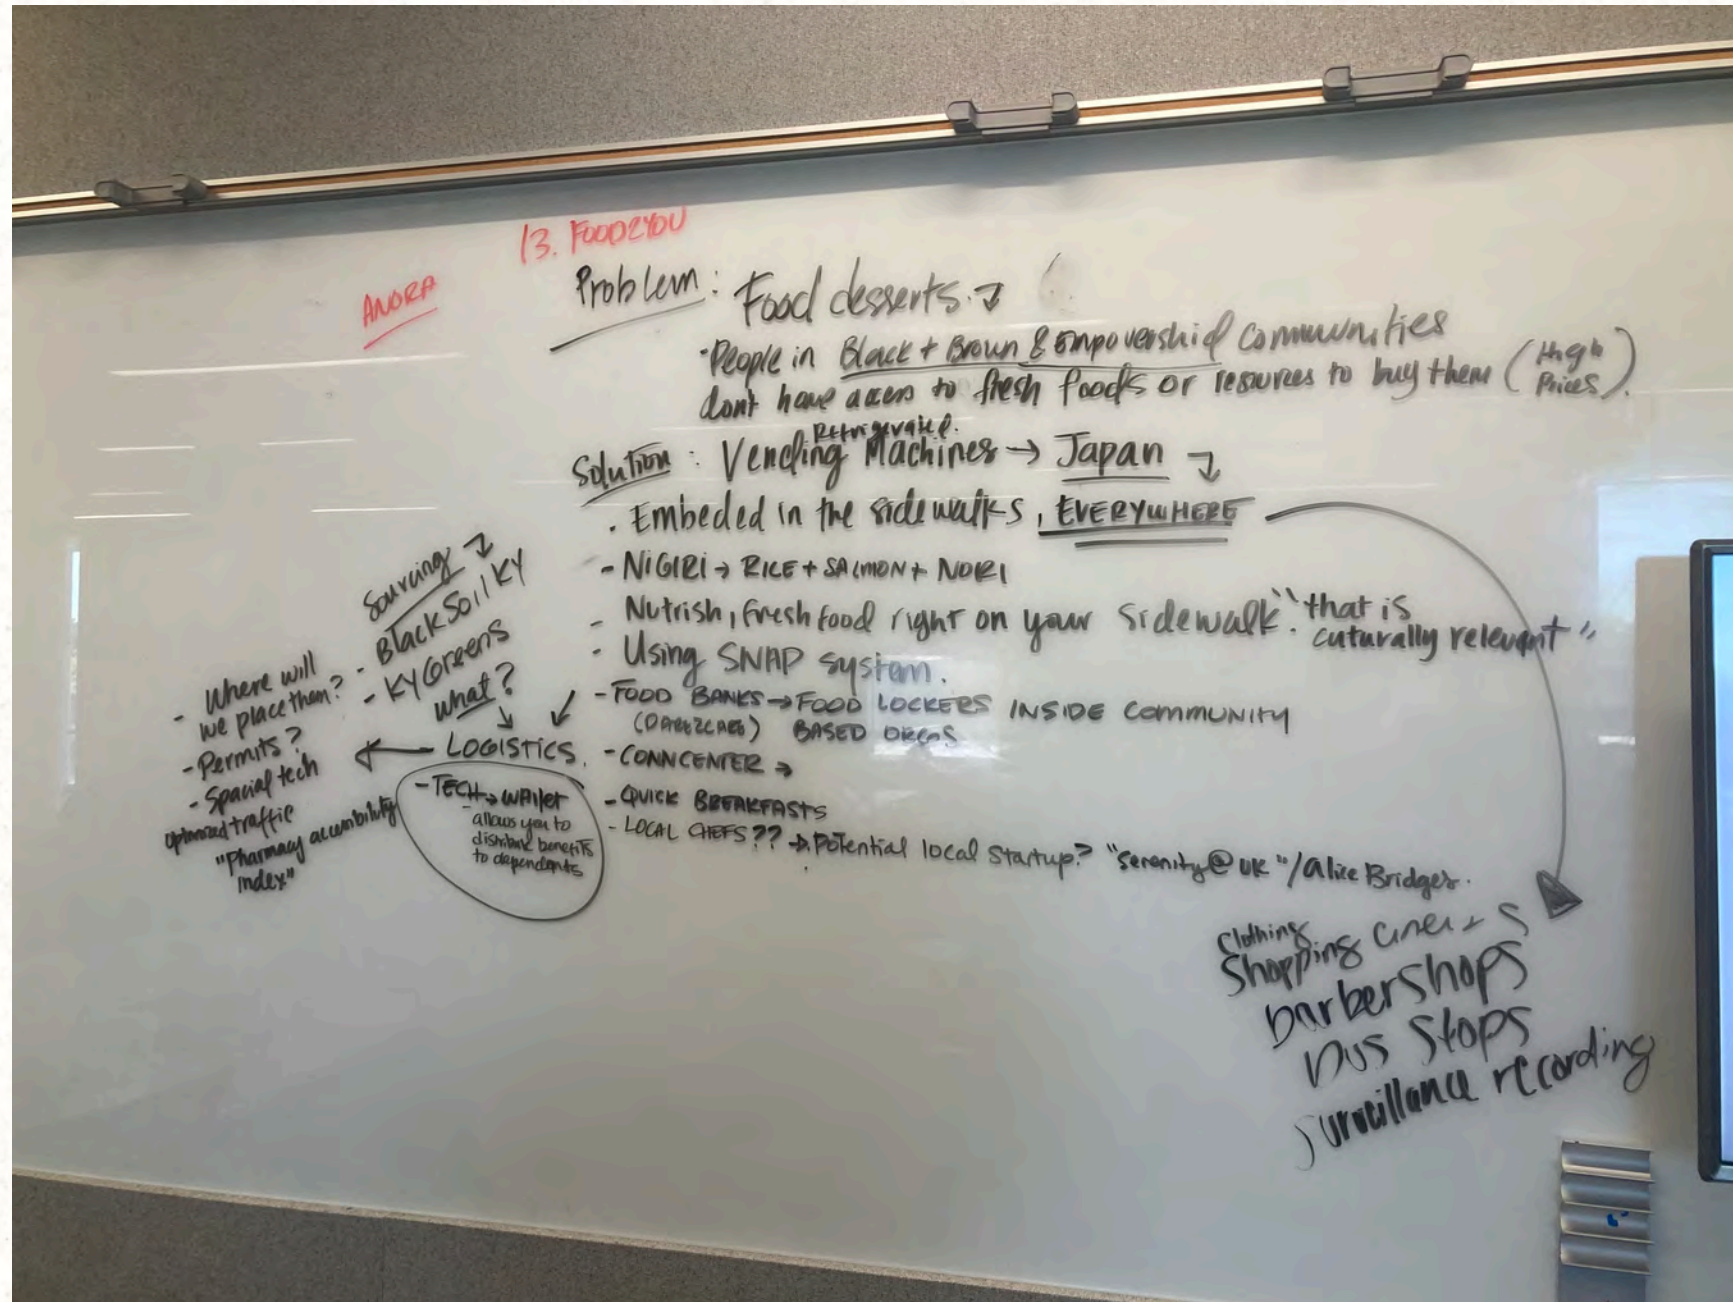 13. FOOD2YOU
ANORA
Problem: Food desserts.
·People in Black + Brown & Empovershid Communities
don't have access to fresh foods or resources to buy them (High Prices).
Solution: Vending Machines → Japan
Refrigerated.
· Embeded in the sidewalks, EVERYWHERE
- NIGIRI → RICE + SALMON + NORI
- Nutrish, fresh food right on your sidewalk. "that is
cuturally relevant"
- Using SNAP system.
- FOOD BANKS → FOOD LOCKERS INSIDE COMMUNITY
BASED ORGS
- CONNCENTER →
- QUICK BREAKFASTS
- LOCAL CHEFS?? → Potential local startup? "serenity@UK"/Alice Bridges.
Sourcing
- Black Soil KY
- KY Greens
What?
LOGISTICS.
- TECH → Wallet
allows you to
distribute benefits
to dependents
- Where will
we place them?
- Permits?
- Spacial tech
optimized traffic
"Pharmacy accessibility
index"
Clothing
Shopping
barbershops
bus stops
surveillance recording